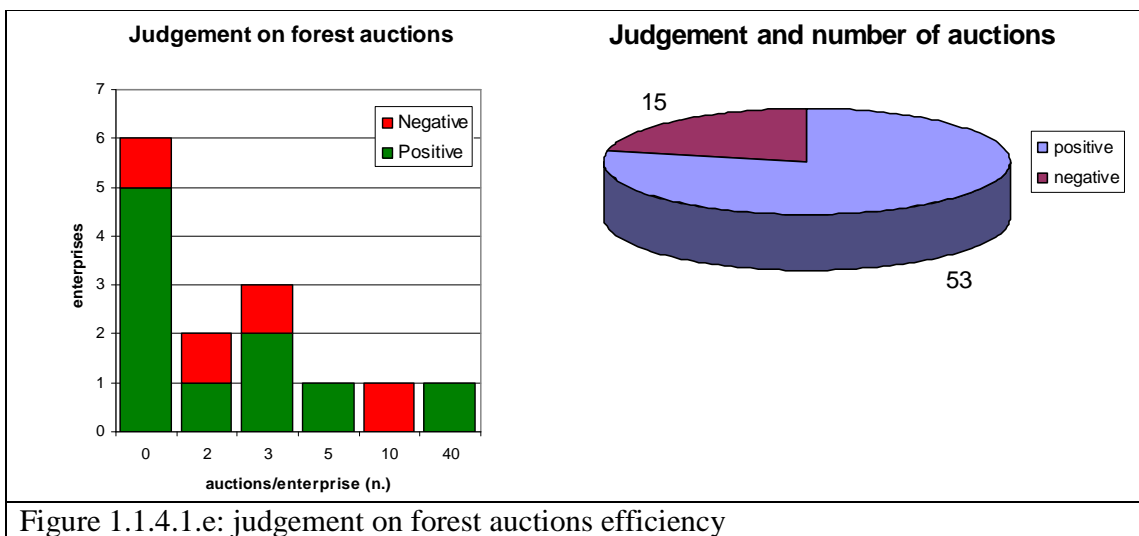 Judgement on forest auctions
7
6
5
4
3
2
1
0
enterprises
Negative
Positive
0 2 3 5 10 40
auctions/enterprise (n.)
Judgement and number of auctions
15
53
positive
negative
Figure 1.1.4.1.e: judgement on forest auctions efficiency